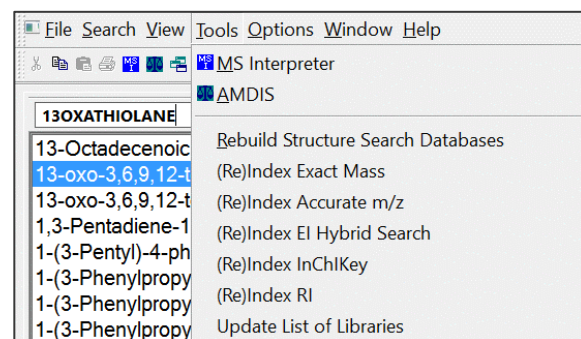 File Search View Tools Options Window Help
MS Interpreter
AMDIS
13OXATHIOLANE
Rebuild Structure Search Databases
13-Octadecenoic
(Re)Index Exact Mass
13-oxo-3,6,9,12-t
(Re)Index Accurate m/z
13-oxo-3,6,9,12-t
1,3-Pentadiene-1
(Re)Index EI Hybrid Search
1-(3-Pentyl)-4-ph
(Re)Index InChIKey
1-(3-Phenylpropy
(Re)Index RI
1-(3-Phenylpropy
Update List of Libraries
1-(3-Phenylpropy